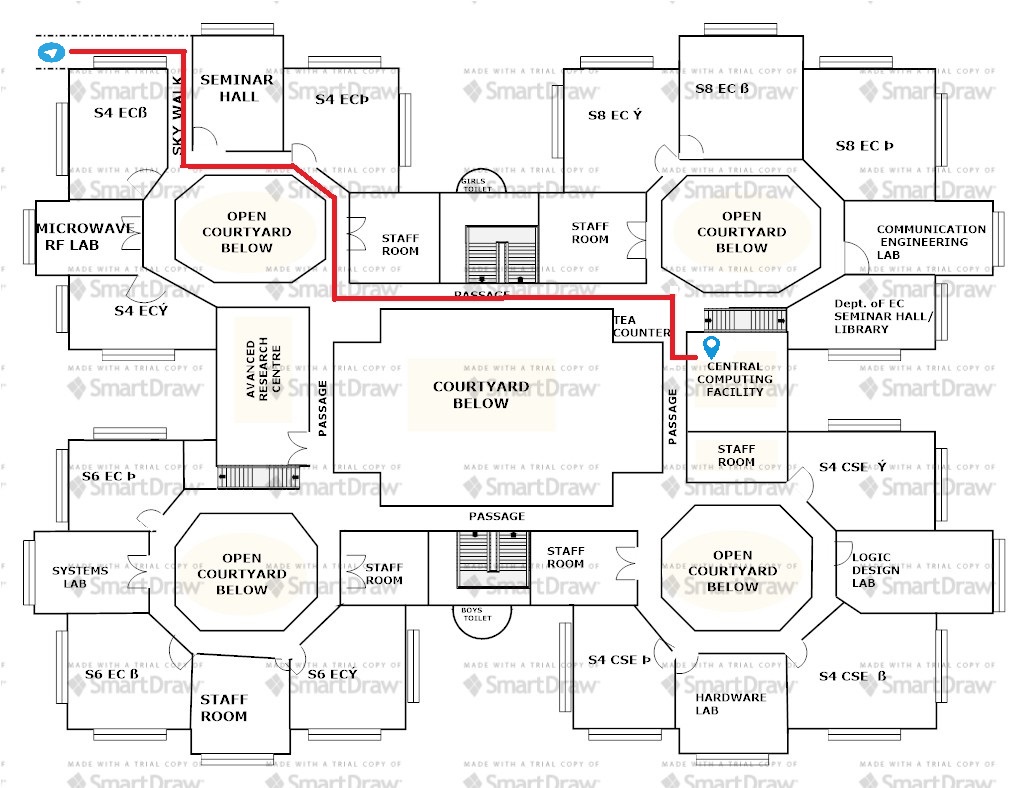 SEMINAR
HALL
S4 ECß
S4 ECÞ
SKY WALK
S8 EC Ý
S8 EC ß
S8 EC Þ
GIRLS
TOILET
MICROWAVE
RF LAB
OPEN
COURTYARD
BELOW
STAFF
ROOM
STAFF
ROOM
OPEN
COURTYARD
BELOW
COMMUNICATION
ENGINEERING
LAB
S4 ECÝ
PASSAGE
TEA
COUNTER
Dept. of EC
SEMINAR HALL/
LIBRARY
ADVANCED
RESEARCH
CENTRE
PASSAGE
COURTYARD
BELOW
PASSAGE
CENTRAL
COMPUTING
FACILITY
STAFF
ROOM
S6 EC Þ
S4 CSE Ý
PASSAGE
SYSTEMS
LAB
OPEN
COURTYARD
BELOW
STAFF
ROOM
STAFF
ROOM
OPEN
COURTYARD
BELOW
LOGIC
DESIGN
LAB
BOYS
TOILET
S6 EC ß
STAFF
ROOM
S6 ECÝ
S4 CSE Þ
HARDWARE
LAB
S4 CSE ß
MADE WITH A TRIAL COPY OF
SmartDraw